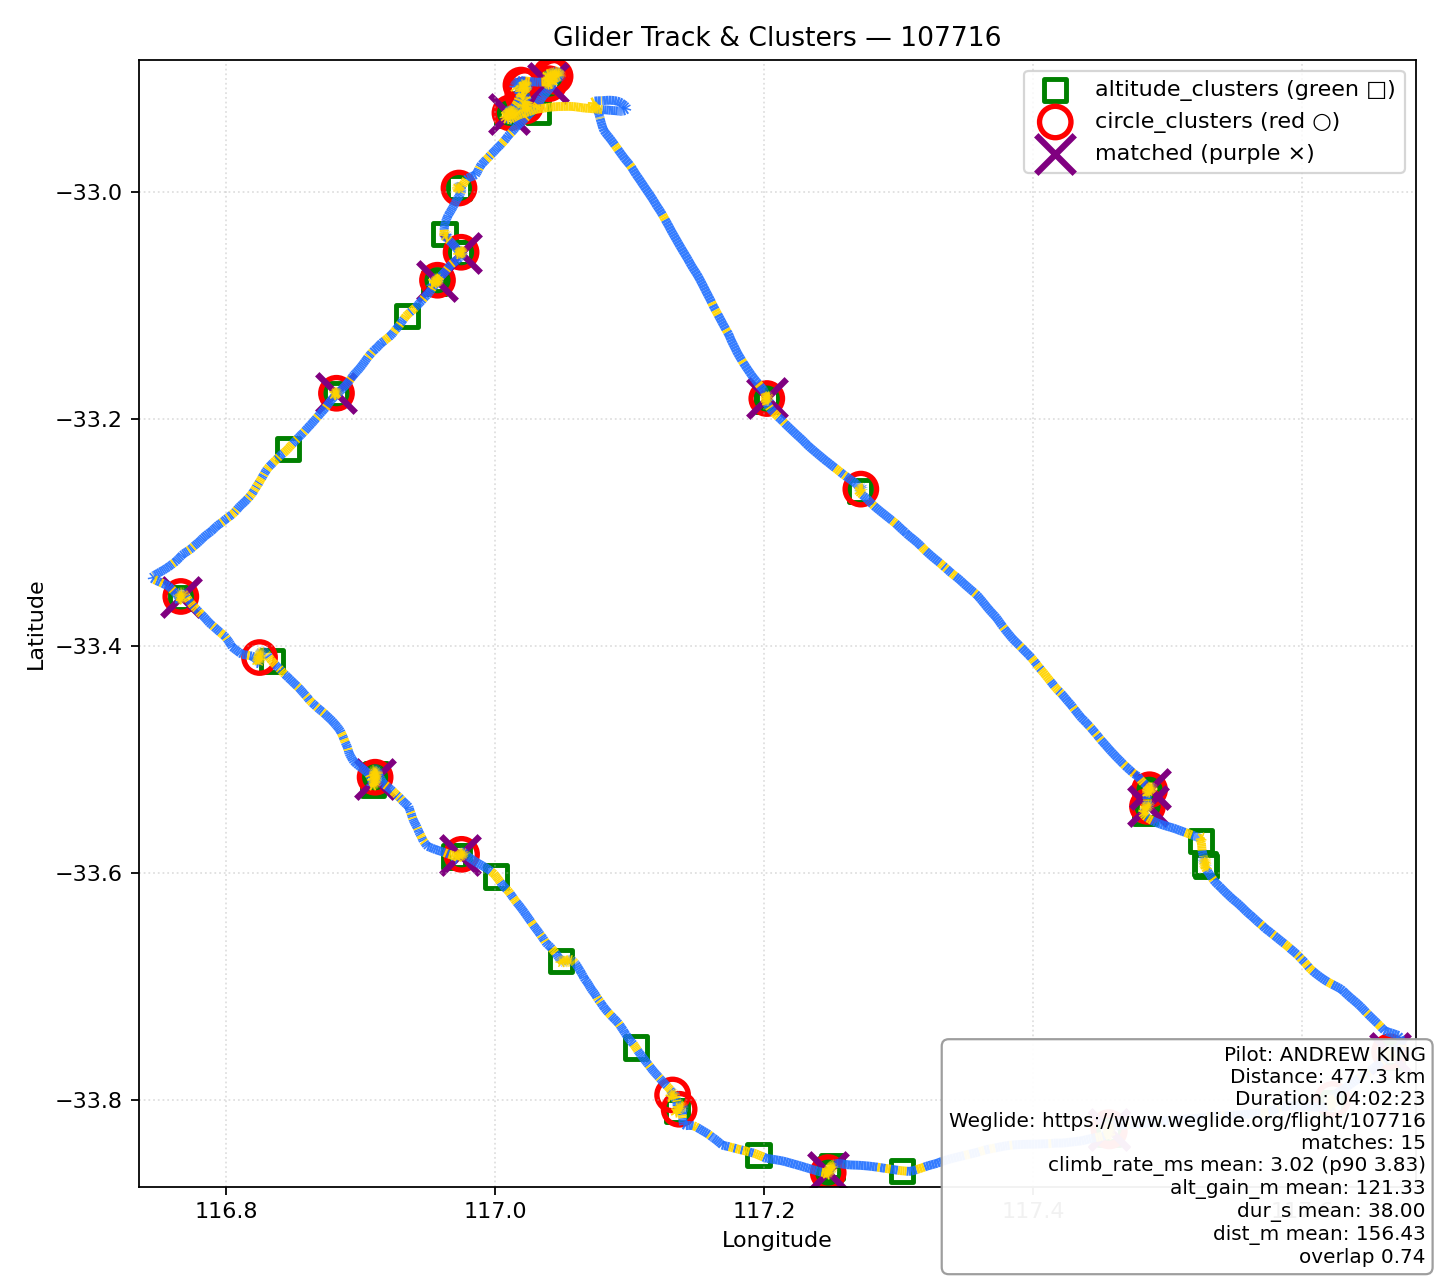 Glider Track & Clusters — 107716
altitude_clusters (green □)
circle_clusters (red ○)
matched (purple ×)
Latitude
−33.0
−33.2
−33.4
−33.6
−33.8
116.8
117.0
117.2
117.4
Longitude
Pilot: ANDREW KING
Distance: 477.3 km
Duration: 04:02:23
Weglide: https://www.weglide.org/flight/107716
matches: 15
climb_rate_ms mean: 3.02 (p90 3.83)
alt_gain_m mean: 121.33
dur_s mean: 38.00
dist_m mean: 156.43
overlap 0.74